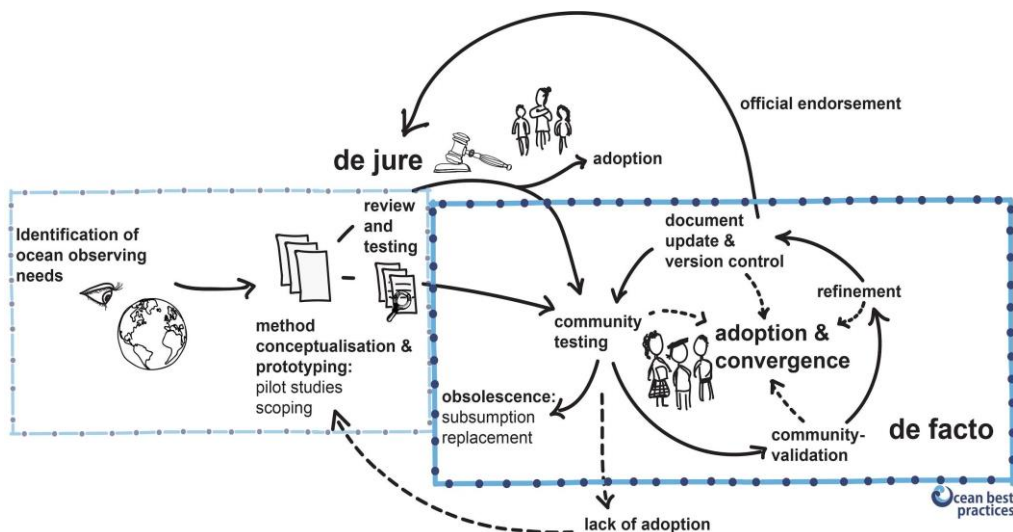 official endorsement
de jure
adoption
review
and
testing
Identification of
ocean observing
needs
method
conceptualisation &
prototyping:
pilot studies
scoping
document
update &
version control
refinement
community
testing
adoption &
convergence
obsolescence:
subsumption
replacement
community-
validation
de facto
lack of adoption
Ocean best
practices